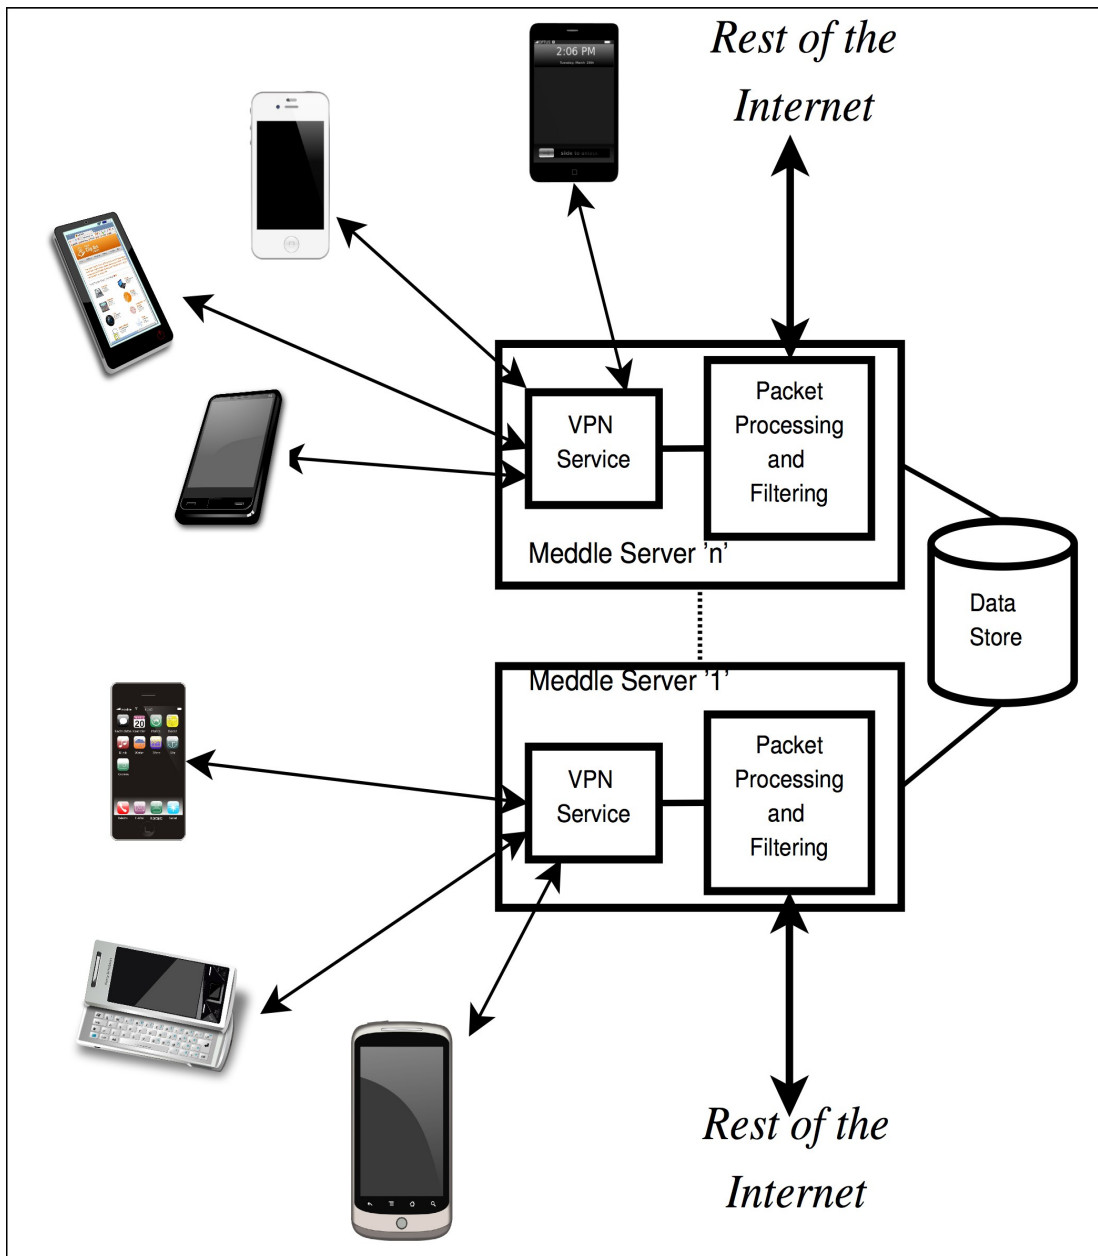 Rest of the
Internet
2:06 PM
VPN
Service
Packet
Processing
and
Filtering
Meddle Server 'n'
Data
Store
Meddle Server '1'
VPN
Service
Packet
Processing
and
Filtering
20
Rest of the
Internet